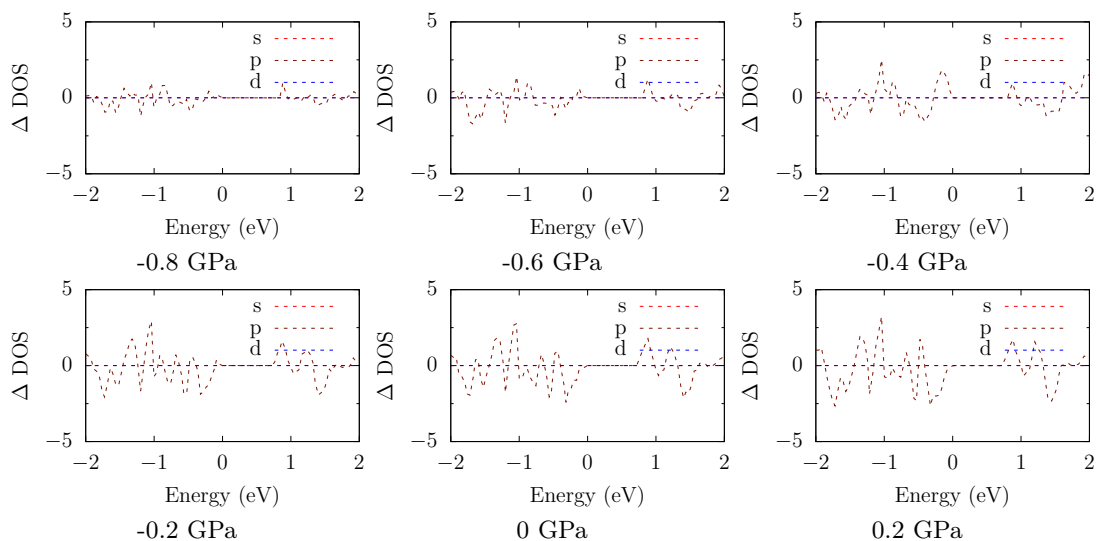 5
0
−5
−2
−1
0
1
2
Δ DOS
Energy (eV)
s
p
d
-0.8 GPa
5
0
−5
−2
−1
0
1
2
Δ DOS
Energy (eV)
s
p
d
-0.6 GPa
5
0
−5
−2
−1
0
1
2
Δ DOS
Energy (eV)
s
p
d
-0.4 GPa
5
0
−5
−2
−1
0
1
2
Δ DOS
Energy (eV)
s
p
d
-0.2 GPa
5
0
−5
−2
−1
0
1
2
Δ DOS
Energy (eV)
s
p
d
0 GPa
5
0
−5
−2
−1
0
1
2
Δ DOS
Energy (eV)
s
p
d
0.2 GPa